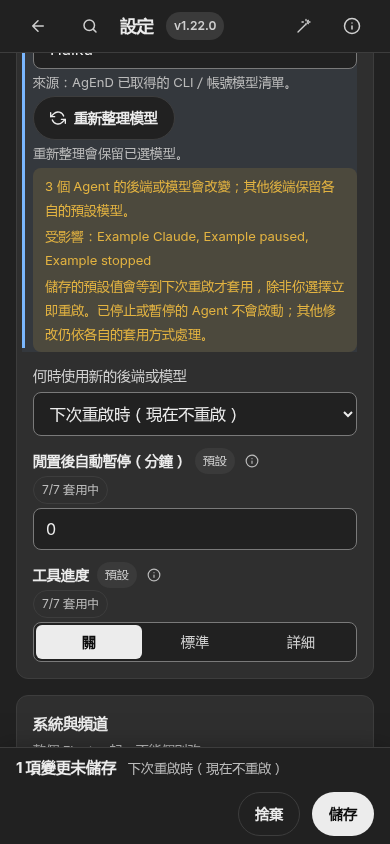 設定 v1.22.0
來源：AgEnD 已取得的 CLI / 帳號模型清單。
重新整理模型
重新整理會保留已選模型。
3 個 Agent 的後端或模型會改變；其他後端保留各
自的預設模型。
受影響：Example Claude, Example paused,
Example stopped
儲存的預設值會等到下次重啟才套用，除非你選擇立
即重啟。已停止或暫停的 Agent 不會啟動；其他修
改仍依各自的套用方式處理。
何時使用新的後端或模型
下次重啟時（現在不重啟）
閒置後自動暫停（分鐘） 預設
7/7 套用中
0
工具進度 預設
7/7 套用中
關 標準 詳細
系統與頻道
1 項變更未儲存 下次重啟時（現在不重啟）
捨棄 儲存